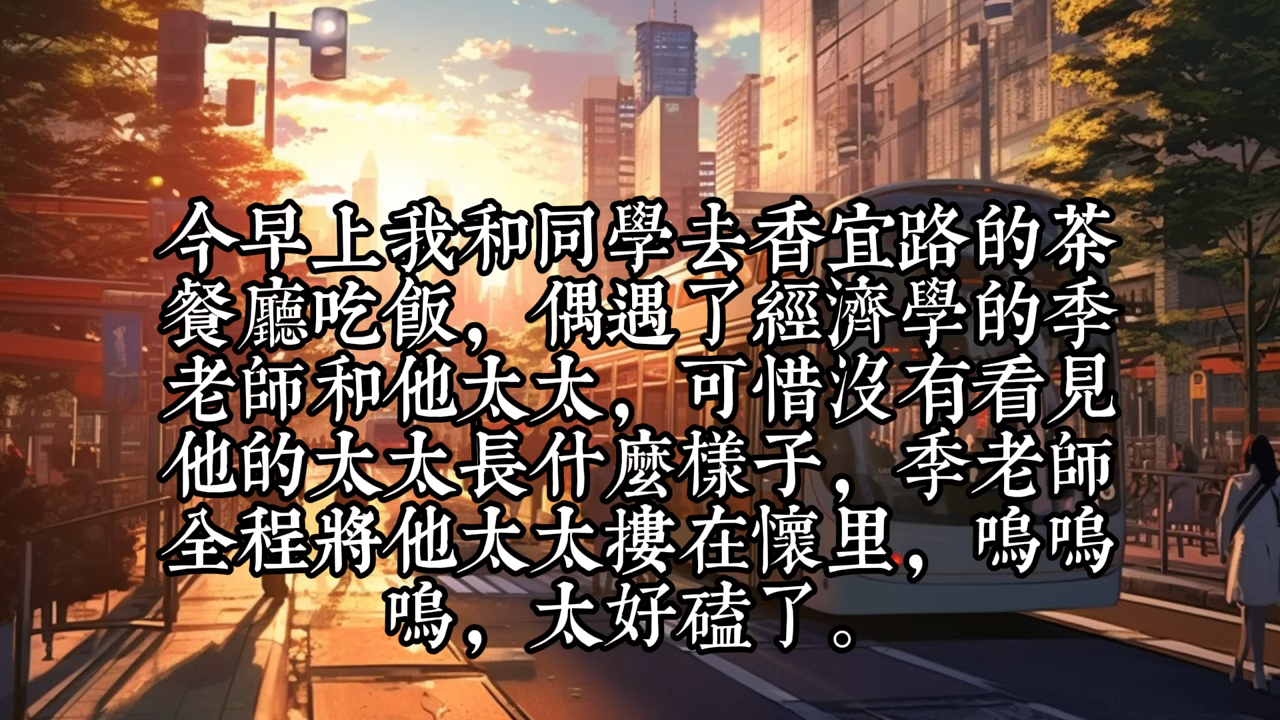 今早上我和同學去香宜路的茶
餐廳吃飯，偶遇了經濟學的季
老師和他太太，可惜沒有看見
他的太太長什麼樣子，季老師
全程將他太太摟在懷里，嗚嗚
嗚，太好磕了。